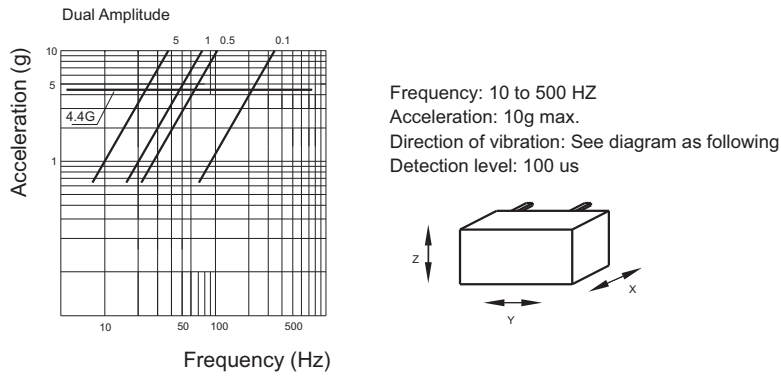 Dual Amplitude
5 1 0.5 0.1
Acceleration (g)
10
5
4.4G
1
10 50 100 500
Frequency (Hz)
Frequency: 10 to 500 HZ
Acceleration: 10g max.
Direction of vibration: See diagram as following
Detection level: 100 us
Z
X
Y